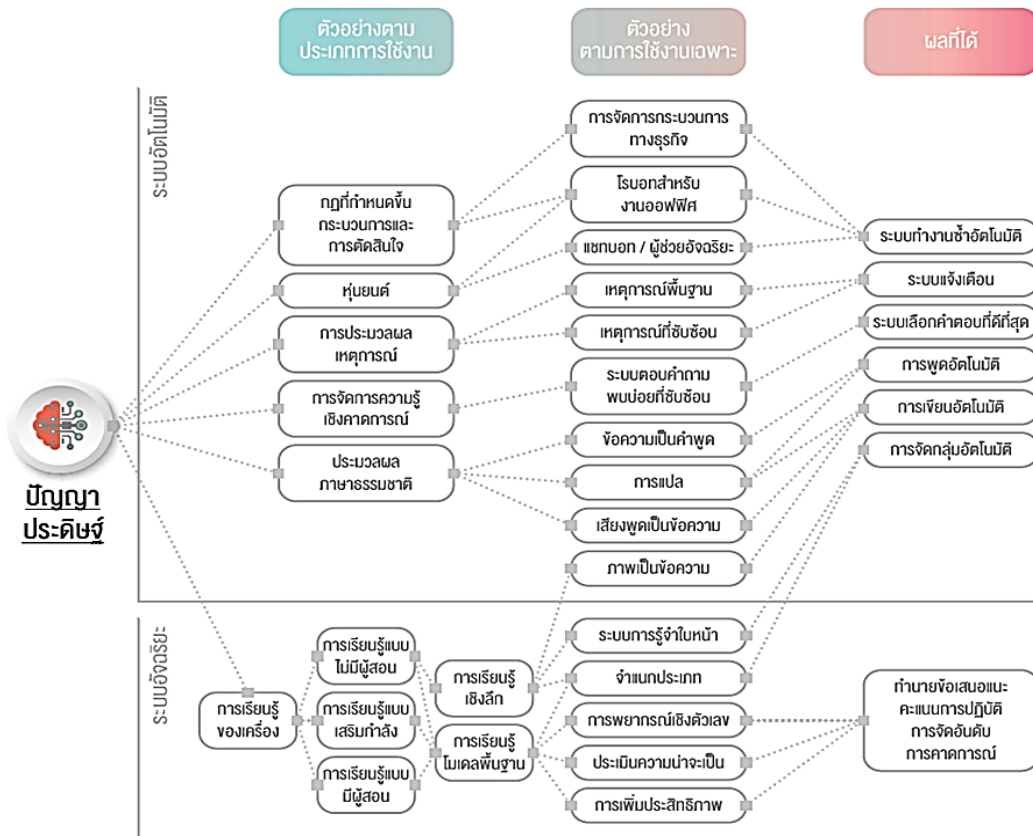 ตัวอย่างตาม
ประเภทการใช้งาน
ตัวอย่าง
ตามการใช้งานเฉพาะ
ผลที่ได้
ระบบอัตโนมัติ
ปัญญา
ประดิษฐ์
กฎที่กำหนดขึ้น
กระบวนการและ
การตัดสินใจ
หุ่นยนต์
การประมวลผล
เหตุการณ์
การจัดการความรู้
เชิงคาดการณ์
ประมวลผล
ภาษาธรรมชาติ
การจัดการกระบวนการ
ทางธุรกิจ
โรบอทสำหรับ
งานออฟฟิศ
แชทบอท / ผู้ช่วยอัจฉริยะ
เหตุการณ์พื้นฐาน
เหตุการณ์ที่ซับซ้อน
ระบบตอบคำถาม
พบบ่อยที่ซับซ้อน
ข้อความเป็นคำพูด
การแปล
เสียงพูดเป็นข้อความ
ภาพเป็นข้อความ
ระบบทำงานซ้ำอัตโนมัติ
ระบบแจ้งเตือน
ระบบเลือกคำตอบที่ดีที่สุด
การพูดอัตโนมัติ
การเขียนอัตโนมัติ
การจัดกลุ่มอัตโนมัติ
ระบบอัจฉริยะ
การเรียนรู้
ของเครื่อง
การเรียนรู้แบบ
ไม่มีผู้สอน
การเรียนรู้แบบ
เสริมกำลัง
การเรียนรู้แบบ
มีผู้สอน
การเรียนรู้
เชิงลึก
การเรียนรู้
โมเดลพื้นฐาน
ระบบการรู้จำใบหน้า
จำแนกประเภท
การพยากรณ์เชิงตัวเลข
ประเมินความน่าจะเป็น
การเพิ่มประสิทธิภาพ
ทำนายข้อเสนอแนะ
คะแนนการปฏิบัติ
การจัดอันดับ
การคาดการณ์